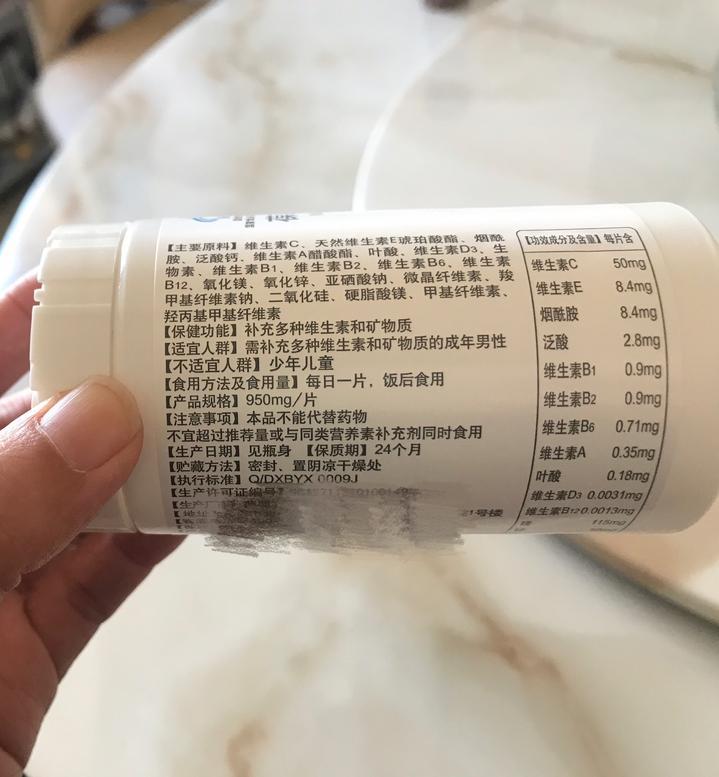 【主要原料】维生素C、天然维生素E琥珀酸酯、烟酰
胺、泛酸钙、维生素A醋酸酯、叶酸、维生素D3、生
物素、维生素B1、维生素B2、维生素B6、维生素
B12、氧化镁、氧化锌、亚硒酸钠、微晶纤维素、羧
甲基纤维素钠、二氧化硅、硬脂酸镁、甲基纤维素、
羟丙基甲基纤维素
【保健功能】补充多种维生素和矿物质
【适宜人群】需补充多种维生素和矿物质的成年男性
【不适宜人群】少年儿童
【食用方法及食用量】每日一片，饭后食用
【产品规格】950mg/片
【注意事项】本品不能代替药物
不宜超过推荐量或与同类营养素补充剂同时食用
【生产日期】见瓶身 【保质期】24个月
【贮藏方法】密封、置阴凉干燥处
【执行标准】Q/DXBYX 0009J
【生产许可证编号】
1号楼
【功效成分及含量】每片含
维生素C 50mg
维生素E 8.4mg
烟酰胺 8.4mg
泛酸 2.8mg
维生素B1 0.9mg
维生素B2 0.9mg
维生素B6 0.71mg
维生素A 0.35mg
叶酸 0.18mg
维生素D3 0.0031mg
维生素B12 0.0013mg
镁 115mg